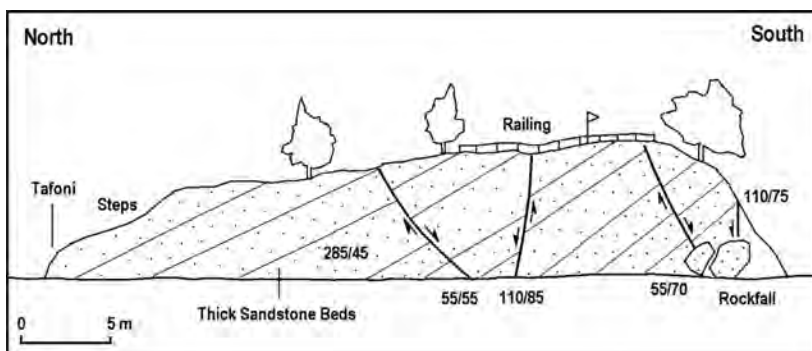 North
South
Railing
Tafoni
Steps
110/75
285/45
55/55
110/85
55/70
Rockfall
Thick Sandstone Beds
0
5 m